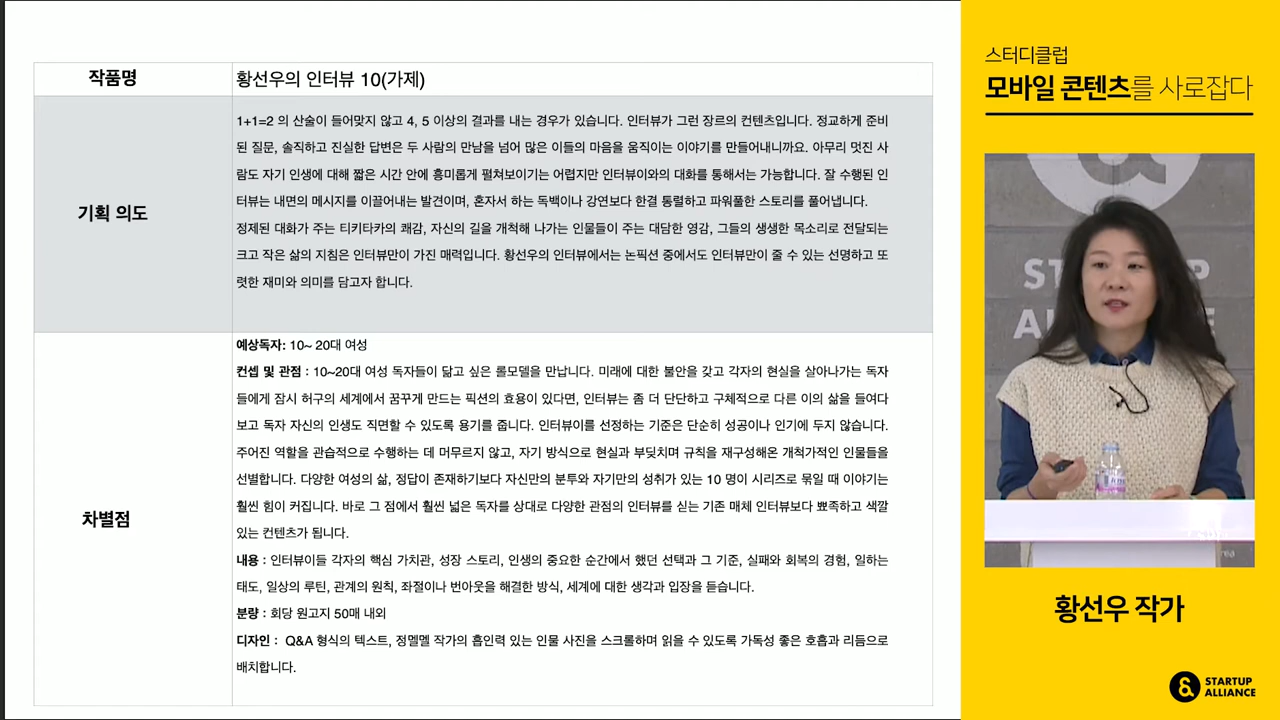 작품명
황선우의 인터뷰 10(가제)
기획 의도
1+1=2 의 산술이 들어맞지 않고 4, 5 이상의 결과를 내는 경우가 있습니다. 인터뷰가 그런 장르의 컨텐츠입니다. 정교하게 준비
된 질문, 솔직하고 진실한 답변은 두 사람의 만남을 넘어 많은 이들의 마음을 움직이는 이야기를 만들어내니까요. 아무리 멋진 사
람도 자기 인생에 대해 짧은 시간 안에 흥미롭게 펼쳐보이기는 어렵지만 인터뷰이와의 대화를 통해서는 가능합니다. 잘 수행된 인
터뷰는 내면의 메시지를 이끌어내는 발견이며, 혼자서 하는 독백이나 강연보다 한결 통렬하고 파워풀한 스토리를 풀어냅니다.
정제된 대화가 주는 티키타카의 쾌감, 자신의 길을 개척해 나가는 인물들이 주는 대담한 영감, 그들의 생생한 목소리로 전달되는
크고 작은 삶의 지침은 인터뷰만이 가진 매력입니다. 황선우의 인터뷰에서는 논픽션 중에서도 인터뷰만이 줄 수 있는 선명하고 또
렷한 재미와 의미를 담고자 합니다.
차별점
예상독자: 10~ 20대 여성
컨셉 및 관점 : 10~20대 여성 독자들이 닮고 싶은 롤모델을 만납니다. 미래에 대한 불안을 갖고 각자의 현실을 살아나가는 독자
들에게 잠시 허구의 세계에서 꿈꾸게 만드는 픽션의 효용이 있다면, 인터뷰는 좀 더 단단하고 구체적으로 다른 이의 삶을 들여다
보고 독자 자신의 인생도 직면할 수 있도록 용기를 줍니다. 인터뷰이를 선정하는 기준은 단순히 성공이나 인기에 두지 않습니다.
주어진 역할을 관습적으로 수행하는 데 머무르지 않고, 자기 방식으로 현실과 부딪치며 규칙을 재구성해온 개척가적인 인물들을
선별합니다. 다양한 여성의 삶, 정답이 존재하기보다 자신만의 분투와 자기만의 성취가 있는 10 명이 시리즈로 묶일 때 이야기는
훨씬 힘이 커집니다. 바로 그 점에서 훨씬 넓은 독자를 상대로 다양한 관점의 인터뷰를 싣는 기존 매체 인터뷰보다 뾰족하고 색깔
있는 컨텐츠가 됩니다.
내용 : 인터뷰이들 각자의 핵심 가치관, 성장 스토리, 인생의 중요한 순간에서 했던 선택과 그 기준, 실패와 회복의 경험, 일하는
태도, 일상의 루틴, 관계의 원칙, 좌절이나 번아웃을 해결한 방식, 세계에 대한 생각과 입장을 듣습니다.
분량 : 회당 원고지 50매 내외
디자인 : Q&A 형식의 텍스트, 정멜멜 작가의 흡인력 있는 인물 사진을 스크롤하며 읽을 수 있도록 가독성 좋은 호흡과 리듬으로
배치합니다.
스터디클럽
모바일 콘텐츠를 사로잡다
황선우 작가
STARTUP
ALLIANCE